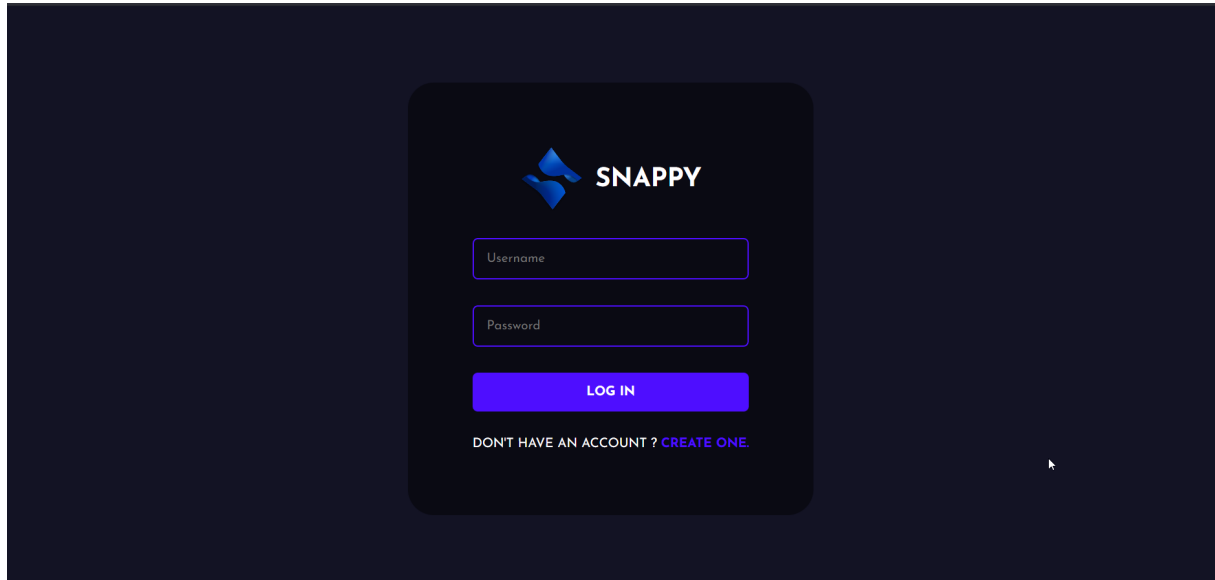 SNAPPY
Username
Password
LOG IN
DON'T HAVE AN ACCOUNT ? CREATE ONE.